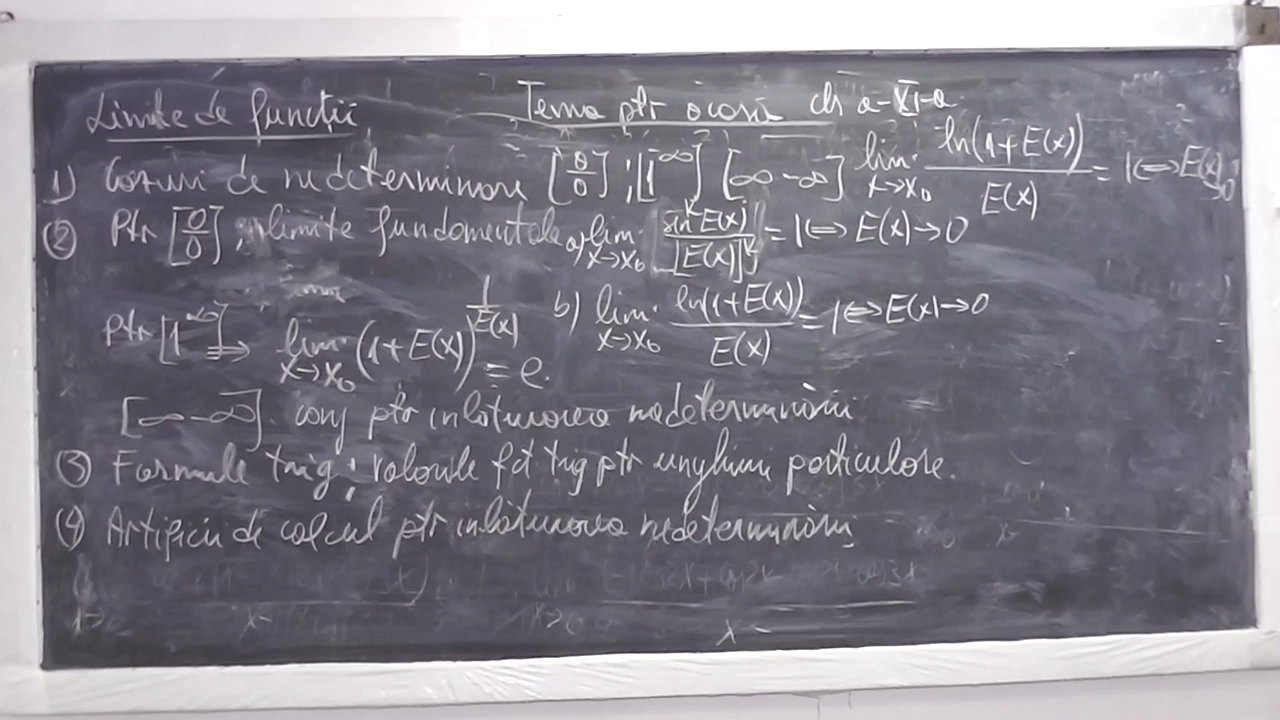 Limite de funcții Tema ptr acasă cls a-XI-a
1) Cazuri de nedeterminare [0/0]; [1^∞] [∞-∞] lim x→x₀ ln(1+E(x))/E(x) = 1 ⇔ E(x)→0
② Ptr [0/0]; limite fundamentale a) lim x→x₀ sin^k E(x)/[E(x)]^k = 1 ⇔ E(x)→0
Ptr [1^∞] ⇒ lim x→x₀ (1+E(x))^(1/E(x)) = e. b) lim x→x₀ ln(1+E(x))/E(x) = 1 ⇔ E(x)→0
[∞-∞]. conj ptr înlăturarea nedeterminării
③ Formule trig; valorile fct trig ptr unghiuri particulare.
④ Artificii de calcul ptr înlăturarea nedeterminării